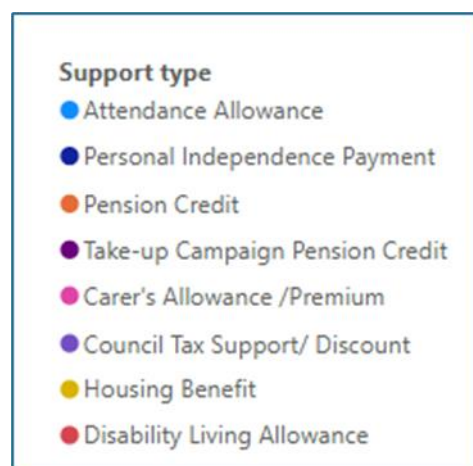 Support type
Attendance Allowance
Personal Independence Payment
Pension Credit
Take-up Campaign Pension Credit
Carer's Allowance /Premium
Council Tax Support/ Discount
Housing Benefit
Disability Living Allowance